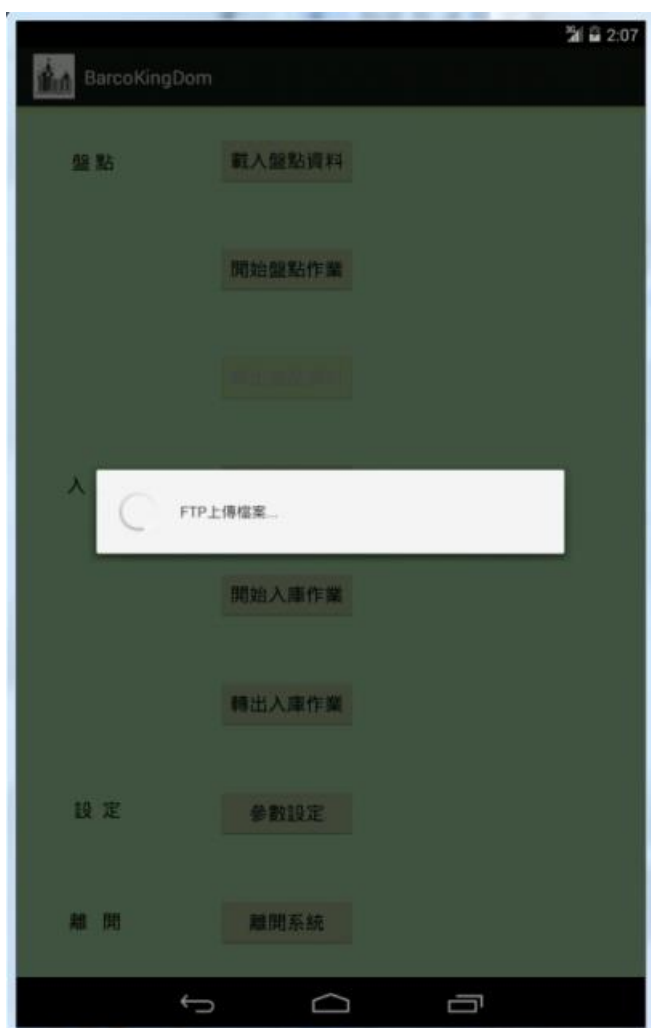 3G 2:07
BarcoKingDom
盤 點 載入盤點資料
開始盤點作業
入
FTP上傳檔案...
開始入庫作業
轉出入庫作業
設 定 參數設定
離 開 離開系統